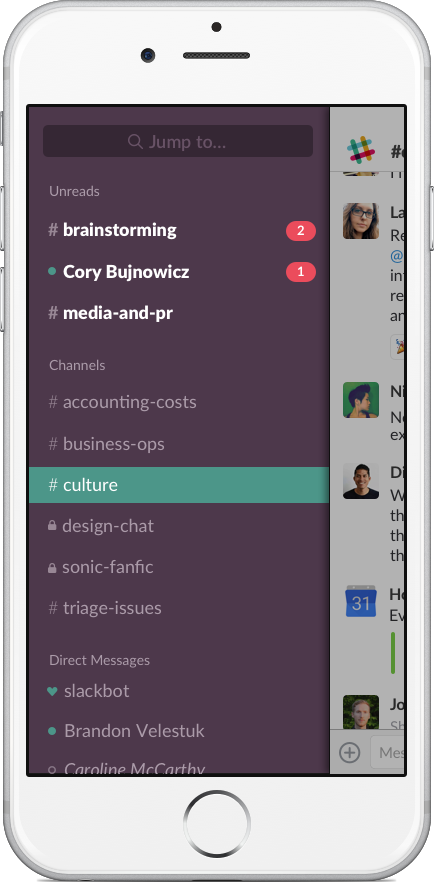 Jump to...
Unreads
# brainstorming 2
Cory Bujnowicz 1
# media-and-pr
Channels
# accounting-costs
# business-ops
# culture
design-chat
sonic-fanfic
# triage-issues
Direct Messages
slackbot
Brandon Velestuk
Caroline McCarthy
La
Re
@
int
re
an
Ni
No
ex
Di
W
th
th
th
31
Ho
Ev
Jo
Sh
Mes